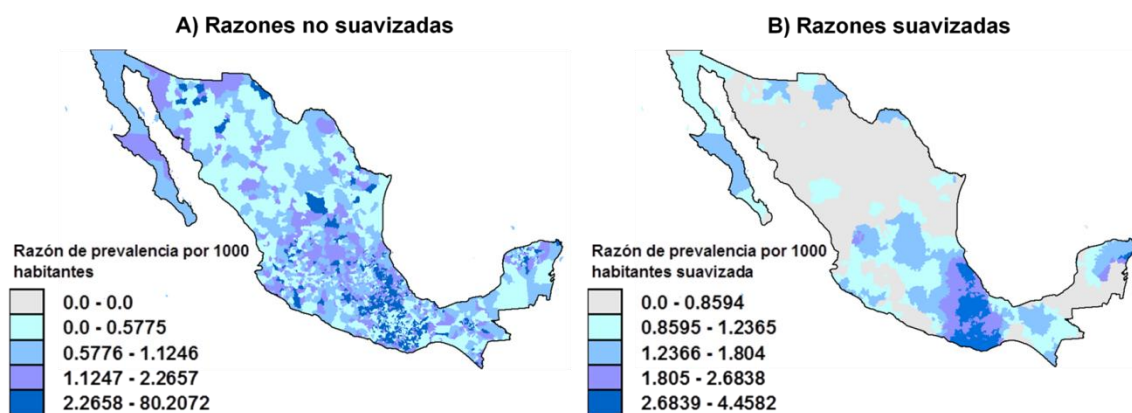 A) Razones no suavizadas
Razón de prevalencia por 1000
habitantes
0.0 - 0.0
0.0 - 0.5775
0.5776 - 1.1246
1.1247 - 2.2657
2.2658 - 80.2072
B) Razones suavizadas
Razón de prevalencia por 1000
habitantes suavizada
0.0 - 0.8594
0.8595 - 1.2365
1.2366 - 1.804
1.805 - 2.6838
2.6839 - 4.4582